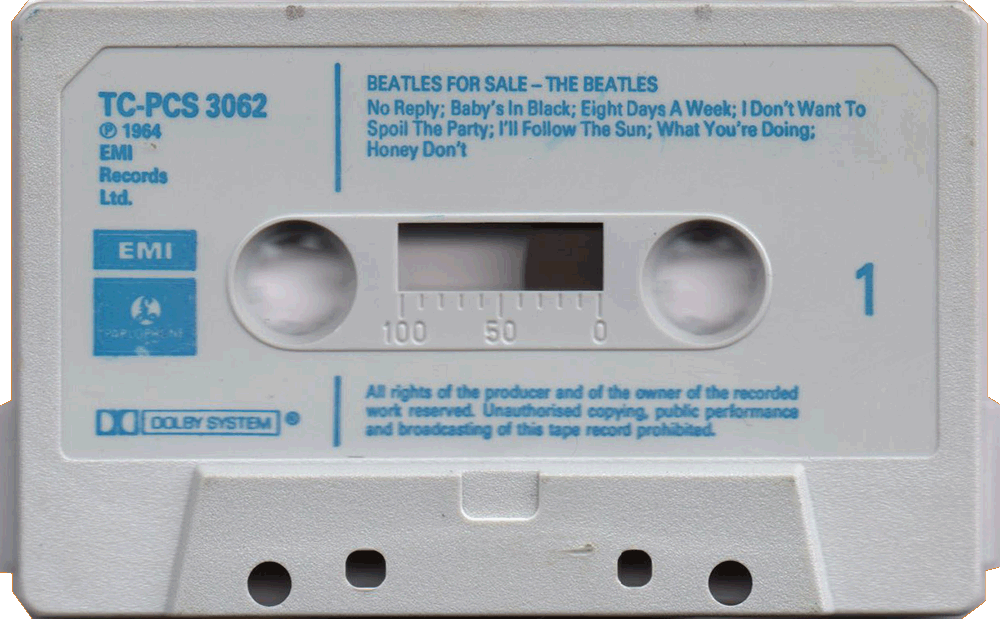 TC-PCS 3062
℗ 1964
EMI
Records
Ltd.
BEATLES FOR SALE – THE BEATLES
No Reply; Baby's In Black; Eight Days A Week; I Don't Want To
Spoil The Party; I'll Follow The Sun; What You're Doing;
Honey Don't
EMI
PARLOPHONE
100 50 0
1
DOLBY SYSTEM ®
All rights of the producer and of the owner of the recorded
work reserved. Unauthorised copying, public performance
and broadcasting of this tape record prohibited.